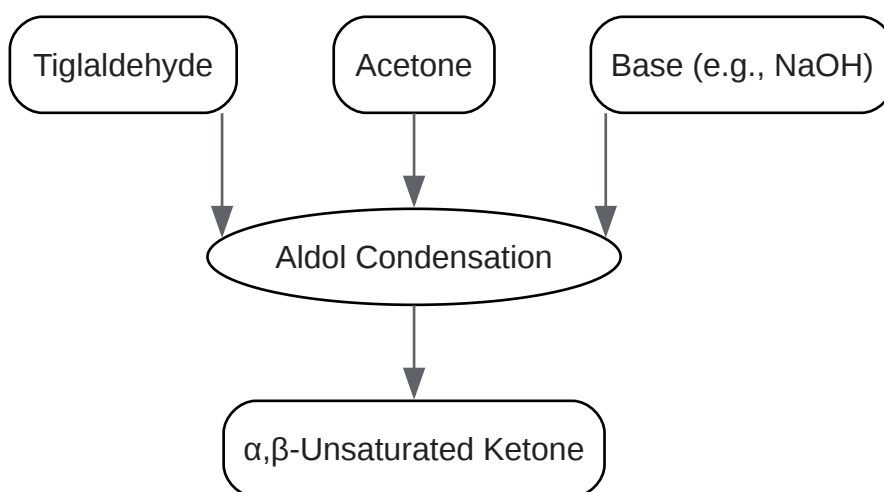 Tiglaldehyde
Acetone
Base (e.g., NaOH)
Aldol Condensation
α,β-Unsaturated Ketone